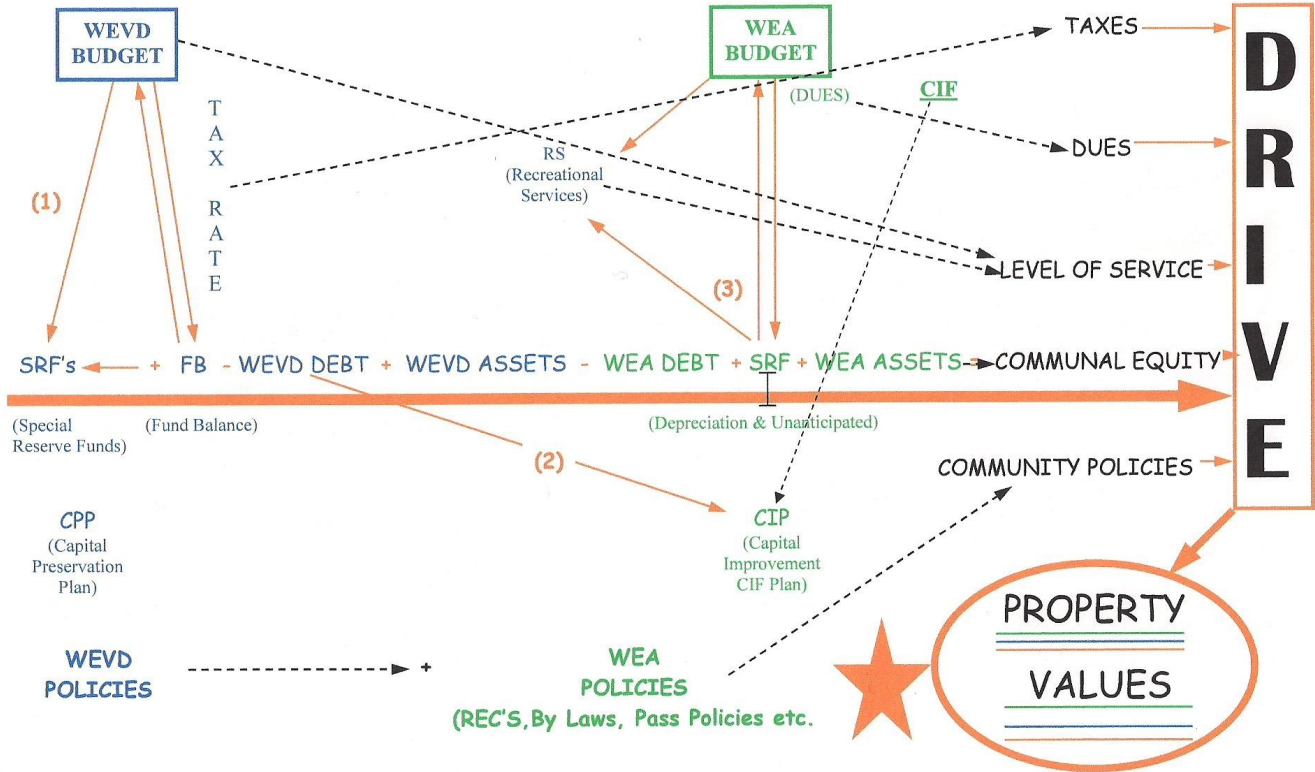 WEVD
BUDGET
WEA
BUDGET
(DUES)
CIF
TAXES
DRIVE
TAX RATE
RS
(Recreational
Services)
DUES
(1)
LEVEL OF SERVICE
(3)
SRF's + FB - WEVD DEBT + WEVD ASSETS - WEA DEBT + SRF + WEA ASSETS = COMMUNAL EQUITY
(Special
Reserve Funds)
(Fund Balance)
(Depreciation & Unanticipated)
(2)
COMMUNITY POLICIES
CPP
(Capital
Preservation
Plan)
CIP
(Capital
Improvement
CIF Plan)
PROPERTY
VALUES
WEVD
POLICIES
+
WEA
POLICIES
(REC'S, By Laws, Pass Policies etc.